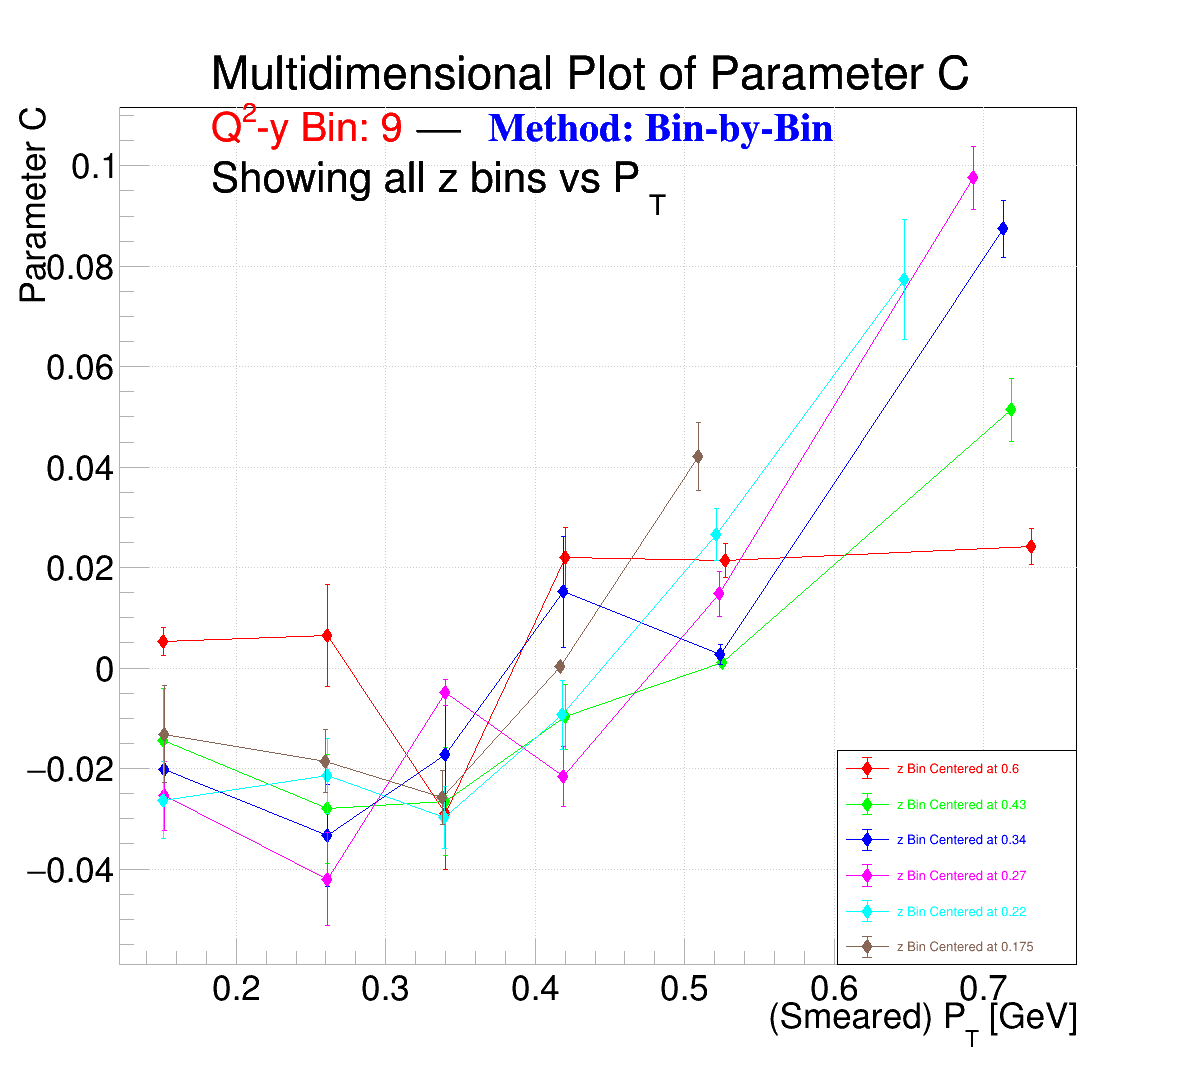 Multidimensional Plot of Parameter C
Q²-y Bin: 9 — Method: Bin-by-Bin
Showing all z bins vs P_T
Parameter C
0.1
0.08
0.06
0.04
0.02
0
−0.02
−0.04
z Bin Centered at 0.6
z Bin Centered at 0.43
z Bin Centered at 0.34
z Bin Centered at 0.27
z Bin Centered at 0.22
z Bin Centered at 0.175
0.2 0.3 0.4 0.5 0.6 0.7
(Smeared) P_T [GeV]